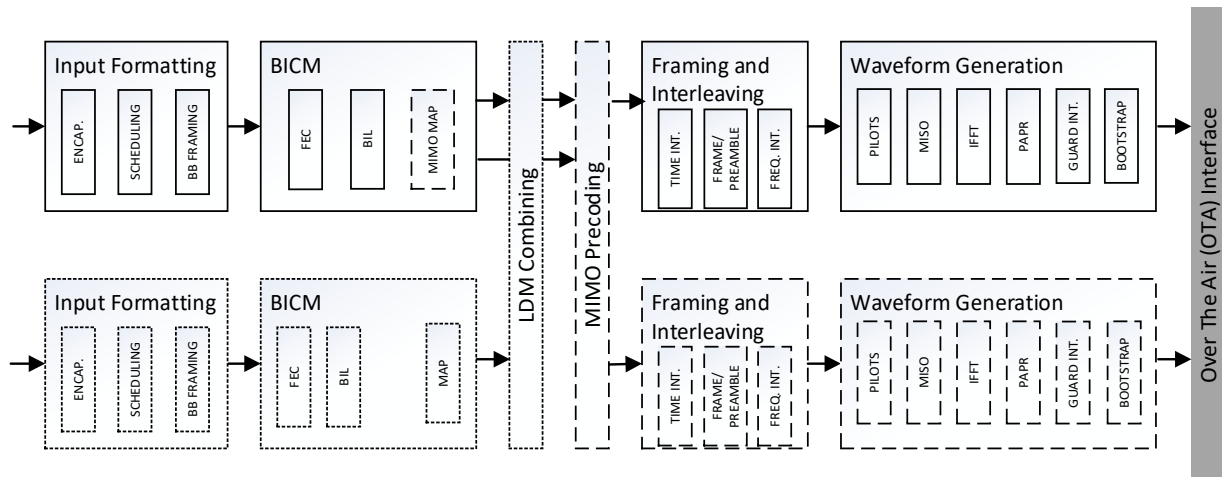 Input Formatting
ENCAP.
SCHEDULING
BB FRAMING
BICM
FEC
BIL
MIMO MAP
LDM Combining
MIMO Precoding
Framing and
Interleaving
TIME INT.
FRAME/
PREAMBLE
FREQ. INT.
Waveform Generation
PILOTS
MISO
IFFT
PAPR
GUARD INT.
BOOTSTRAP
Over The Air (OTA) Interface
Input Formatting
ENCAP.
SCHEDULING
BB FRAMING
BICM
FEC
BIL
MAP
Framing and
Interleaving
TIME INT.
FRAME/
PREAMBLE
FREQ. INT.
Waveform Generation
PILOTS
MISO
IFFT
PAPR
GUARD INT.
BOOTSTRAP